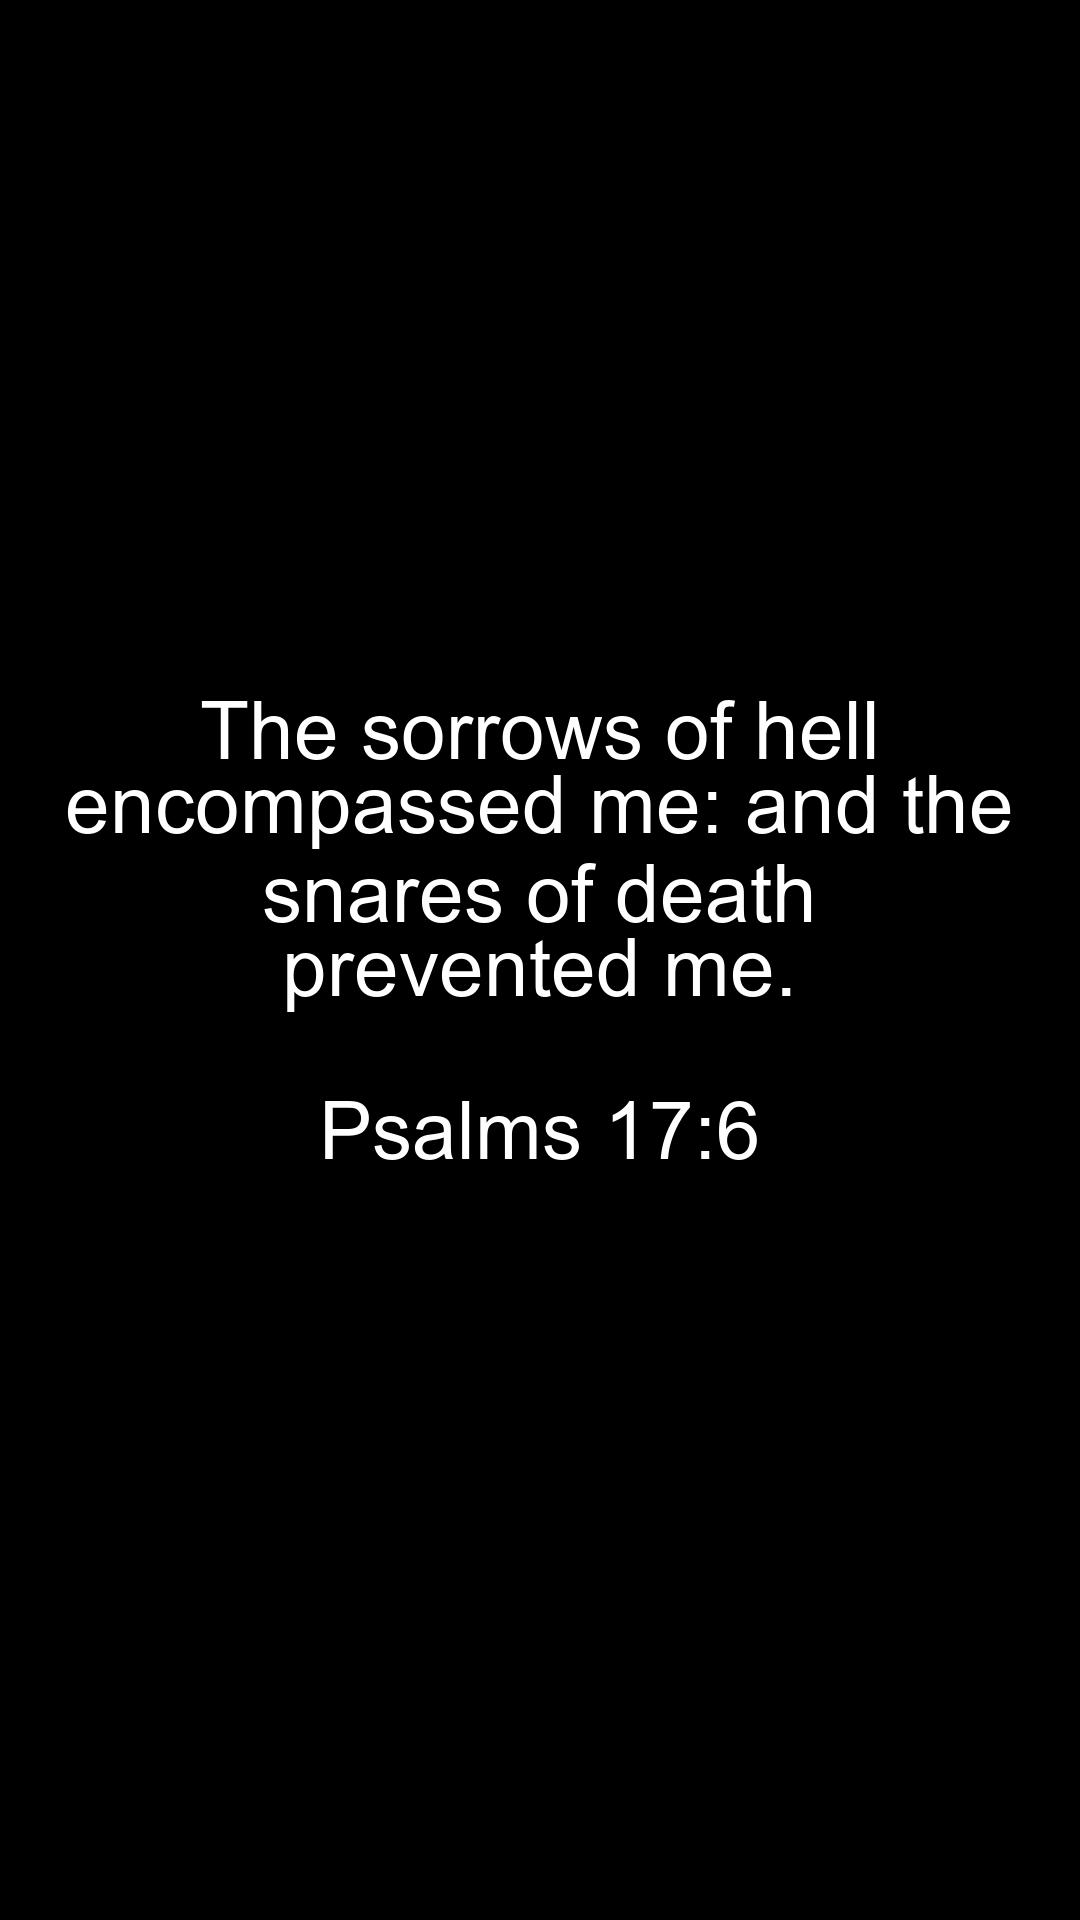 The sorrows of hell
encompassed me: and the
snares of death
prevented me.
Psalms 17:6